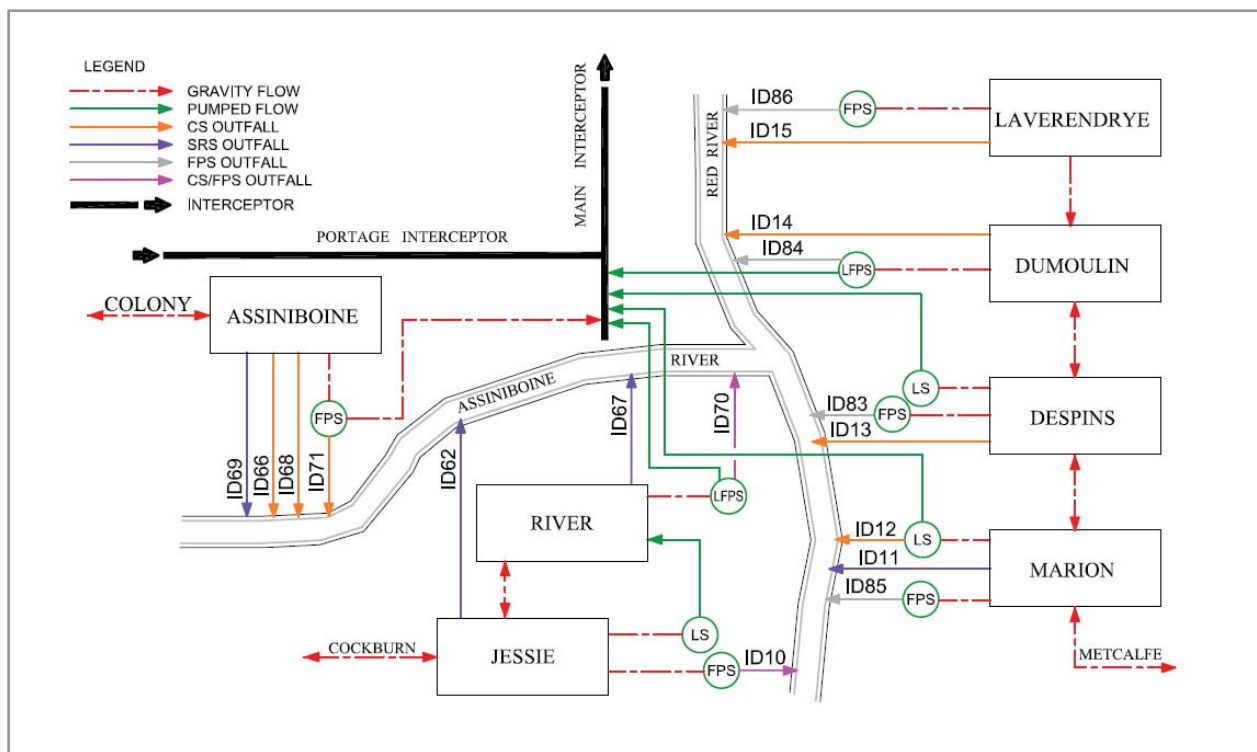 LEGEND
GRAVITY FLOW
PUMPED FLOW
CS OUTFALL
SRS OUTFALL
FPS OUTFALL
CS/FPS OUTFALL
INTERCEPTOR
MAIN INTERCEPTOR
PORTAGE INTERCEPTOR
RED RIVER
ID86
FPS
LAVERENDRYE
ID15
ID14
ID84
LFPS
DUMOULIN
COLONY
ASSINIBOINE
FPS
ID69
ID66
ID68
ID71
ASSINIBOINE RIVER
ID62
ID67
ID70
LS
ID83
FPS
DESPINS
ID13
RIVER
LFPS
ID12
LS
ID11
MARION
ID85
FPS
COCKBURN
JESSIE
LS
FPS
ID10
METCALFE